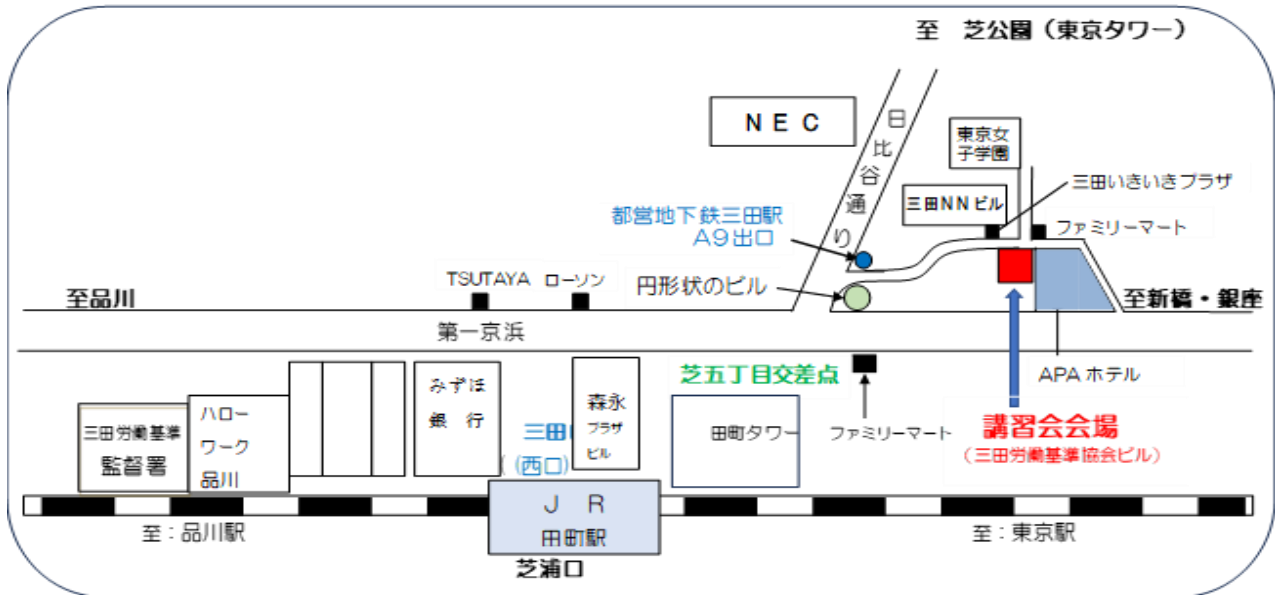 至　芝公園（東京タワー）
ＮＥＣ
日比谷通り
東京女
子学園
三田いきいきプラザ
三田ＮＮビル
都営地下鉄三田駅
Ａ９出口
ファミリーマート
TSUTAYA
ローソン
円形状のビル
至品川
至新橋・銀座
第一京浜
芝五丁目交差点
APAホテル
みずほ
銀　行
森永
プラザ
ビル
ハロー
ワーク
品川
三田労働基準
監督署
三田
(西口)
田町タワー
ファミリーマート
講習会会場
（三田労働基準協会ビル）
Ｊ　Ｒ
田町駅
至：品川駅
至：東京駅
芝浦口